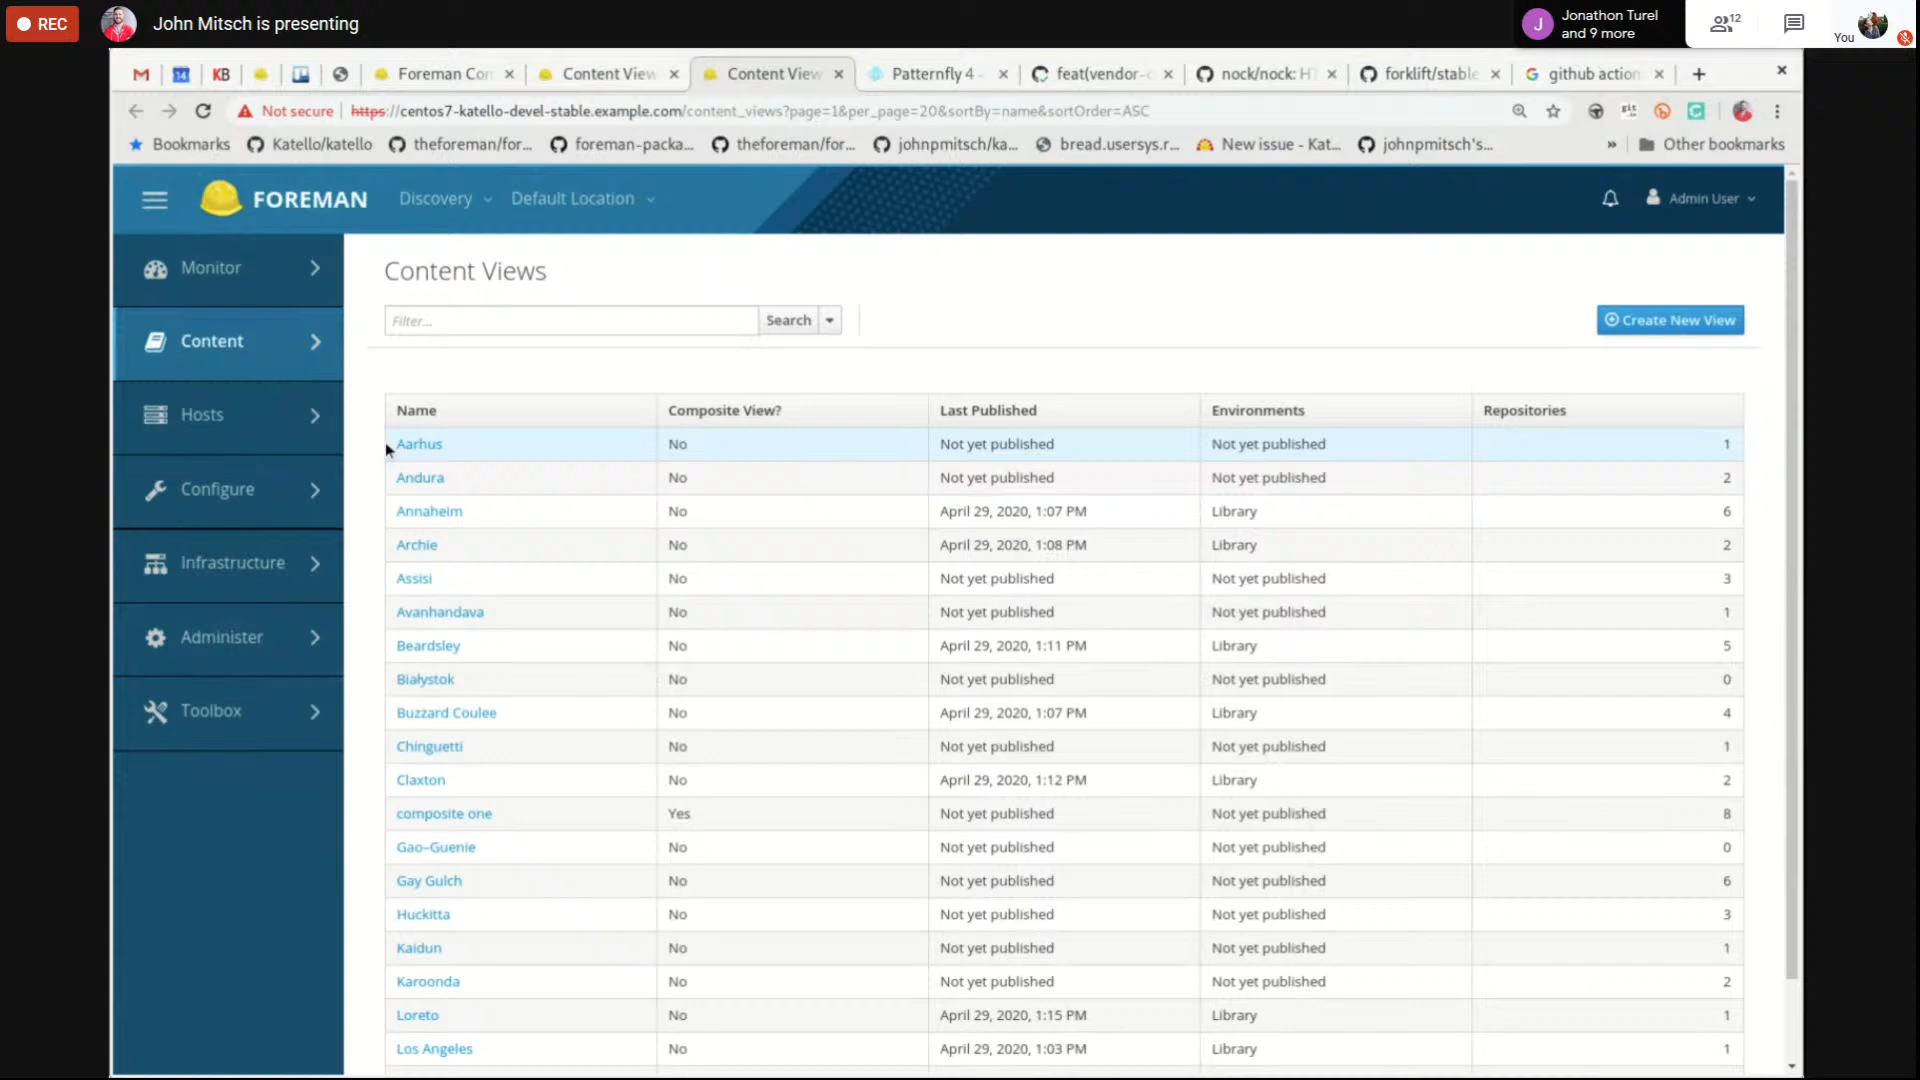 REC
John Mitsch is presenting
Jonathon Turel
and 9 more
12
You
J
14
KB
Foreman Com
Content View
Content View
Patternfly 4 -
feat(vendor-c
nock/nock: HT
forklift/stable
github action
Not secure
https://centos7-katello-devel-stable.example.com/content_views?page=1&per_page=20&sortBy=name&sortOrder=ASC
git
Bookmarks
Katello/katello
theforeman/for...
foreman-packa...
theforeman/for...
johnpmitsch/ka...
bread.usersys.r...
New issue - Kat...
johnpmitsch's...
»
Other bookmarks
FOREMAN
Discovery
Default Location
Admin User
Monitor
Content
Hosts
Configure
Infrastructure
Administer
Toolbox
Content Views
Filter...
Search
Create New View
Name Composite View? Last Published Environments Repositories
Aarhus No Not yet published Not yet published 1
Andura No Not yet published Not yet published 2
Annaheim No April 29, 2020, 1:07 PM Library 6
Archie No April 29, 2020, 1:08 PM Library 2
Assisi No Not yet published Not yet published 3
Avanhandava No Not yet published Not yet published 1
Beardsley No April 29, 2020, 1:11 PM Library 5
Białystok No Not yet published Not yet published 0
Buzzard Coulee No April 29, 2020, 1:07 PM Library 4
Chinguetti No Not yet published Not yet published 1
Claxton No April 29, 2020, 1:12 PM Library 2
composite one Yes Not yet published Not yet published 8
Gao–Guenie No Not yet published Not yet published 0
Gay Gulch No Not yet published Not yet published 6
Huckitta No Not yet published Not yet published 3
Kaidun No Not yet published Not yet published 1
Karoonda No Not yet published Not yet published 2
Loreto No April 29, 2020, 1:15 PM Library 1
Los Angeles No April 29, 2020, 1:03 PM Library 1